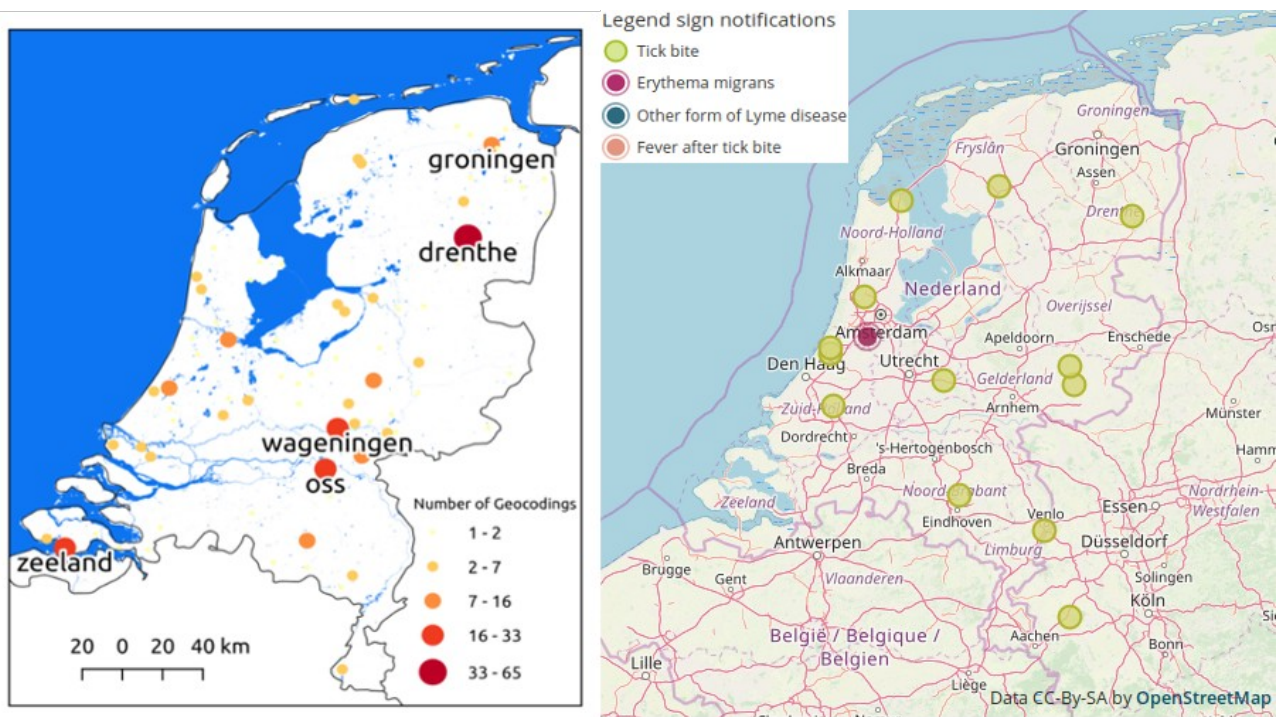 groningen
drenthe
wageningen
oss
zeeland
Number of Geocodings
1 - 2
2 - 7
7 - 16
16 - 33
33 - 65
20 0 20 40 km
Legend sign notifications
Tick bite
Erythema migrans
Other form of Lyme disease
Fever after tick bite
Groningen
Fryslân
Groningen
Assen
Drenthe
Noord-Holland
Alkmaar
Nederland
Overijssel
Amsterdam
Apeldoorn
Enschede
Den Haag
Utrecht
Gelderland
Zuid-Holland
Arnhem
Münster
Dordrecht
's-Hertogenbosch
Breda
Zeeland
Noord-Brabant
Essen
Nordrhein-
Westfalen
Eindhoven
Venlo
Antwerpen
Limburg
Düsseldorf
Brugge
Gent
Vlaanderen
Solingen
Köln
Aachen
Bonn
België / Belgique /
Belgien
Lille
Liège
Data CC-By-SA by OpenStreetMap